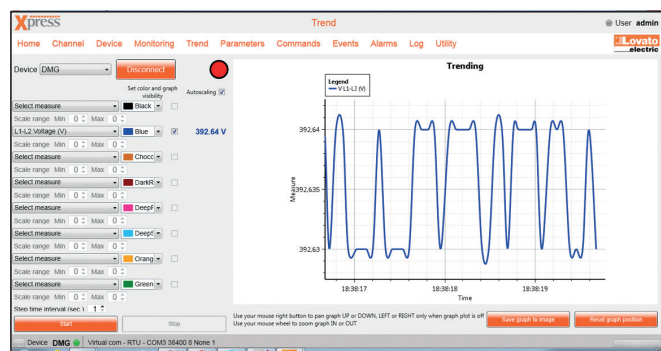 Xpress
Trend
User admin
Home Channel Device Monitoring Trend Parameters Commands Events Alarms Log Utility
Lovato electric
Device DMG Disconnect
Set color and graph visibility
Autoscaling
Select measure Black
Scale range Min 0 Max 0
L1-L2 Voltage (V) Blue 392.64 V
Scale range Min 0 Max 0
Select measure Chocc
Scale range Min 0 Max 0
Select measure DarkR
Scale range Min 0 Max 0
Select measure DeepF
Scale range Min 0 Max 0
Select measure DeepS
Scale range Min 0 Max 0
Select measure Orang
Scale range Min 0 Max 0
Select measure Green
Scale range Min 0 Max 0
Step time interval (sec.) 1
Start Stop
Trending
Legend
V L1-L2 (V)
392,64
392,635
392,63
Measure
18:38:17 18:38:18 18:38:19
Time
Use your mouse right button to pan graph UP or DOWN, LEFT or RIGHT only when graph plot is off
Use your mouse wheel to zoom graph IN or OUT
Save graph to image
Reset graph position
Device DMG Virtual com - RTU - COM3 38400 8 None 1